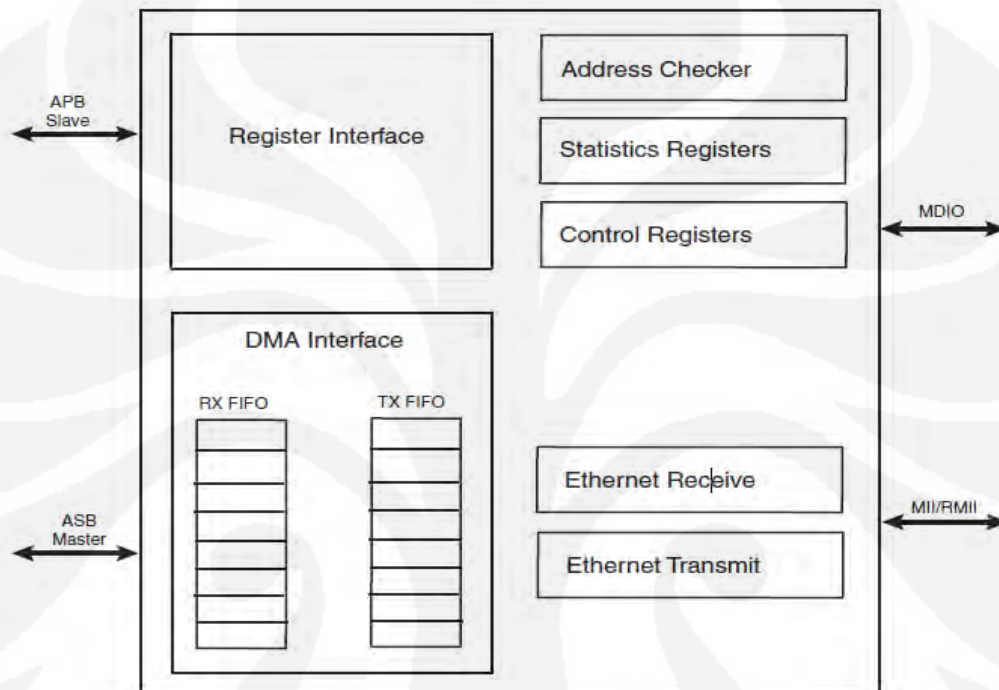 APB
Slave
Register Interface
Address Checker
Statistics Registers
Control Registers
MDIO
DMA Interface
RX FIFO
TX FIFO
Ethernet Receive
Ethernet Transmit
ASB
Master
MII/RMII